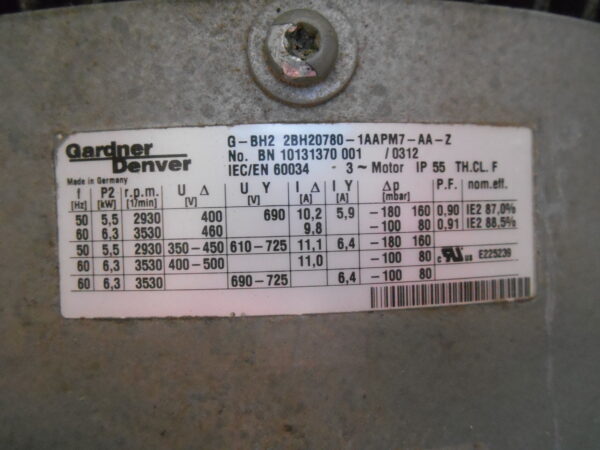 G-BH2 2BH20780-1AAPM7-AA-Z
Gardner Denver
No. BN 10131370 001 / 0312
IEC/EN 60034 - 3 ~ Motor IP 55 TH.CL. F
Made in Germany
f [Hz] P2 [kW] r.p.m. [1/min] U Δ [V] U Y [V] I Δ [A] I Y [A] Δp [mbar] P.F. nom.eff.
50 5,5 2930 400 690 10,2 5,9 -180 160 0,90 IE2 87,0%
60 6,3 3530 460 9,8 -100 80 0,91 IE2 88,5%
50 5,5 2930 350-450 610-725 11,1 6,4 -180 160
60 6,3 3530 400-500 11,0 -100 80 c RU us E225239
60 6,3 3530 690-725 6,4 -100 80